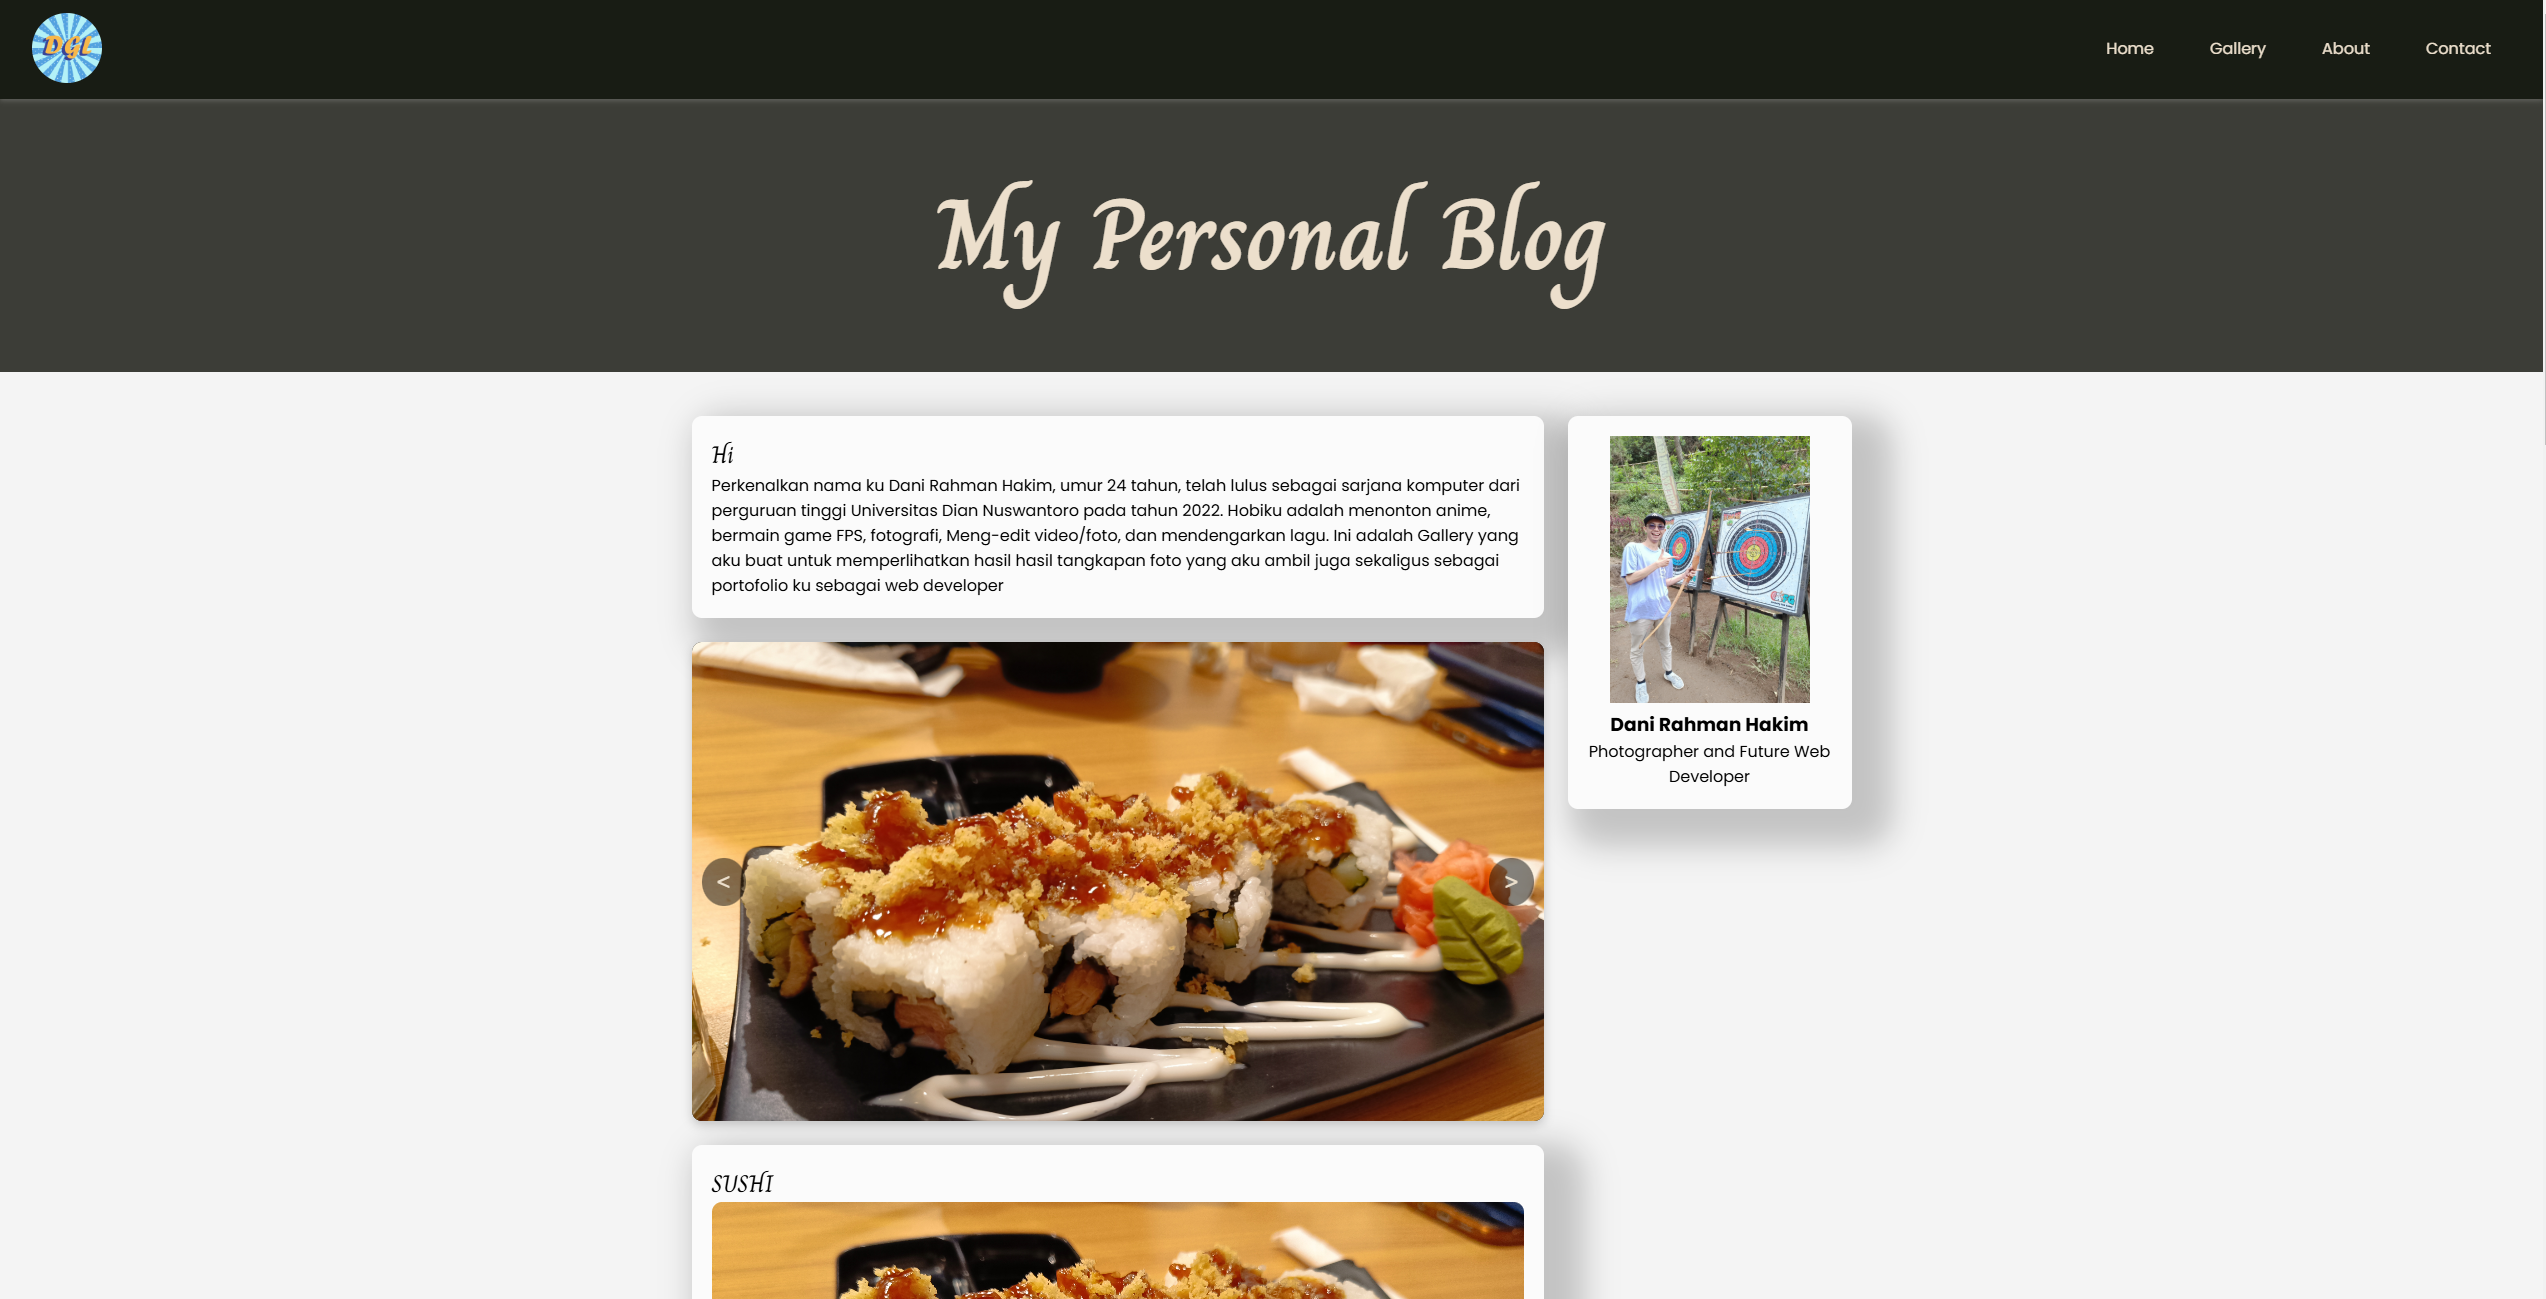 DGL
Home
Gallery
About
Contact
My Personal Blog
Hi
Perkenalkan nama ku Dani Rahman Hakim, umur 24 tahun, telah lulus sebagai sarjana komputer dari
perguruan tinggi Universitas Dian Nuswantoro pada tahun 2022. Hobiku adalah menonton anime,
bermain game FPS, fotografi, Meng-edit video/foto, dan mendengarkan lagu. Ini adalah Gallery yang
aku buat untuk memperlihatkan hasil hasil tangkapan foto yang aku ambil juga sekaligus sebagai
portofolio ku sebagai web developer
Dani Rahman Hakim
Photographer and Future Web
Developer
<
>
SUSHI